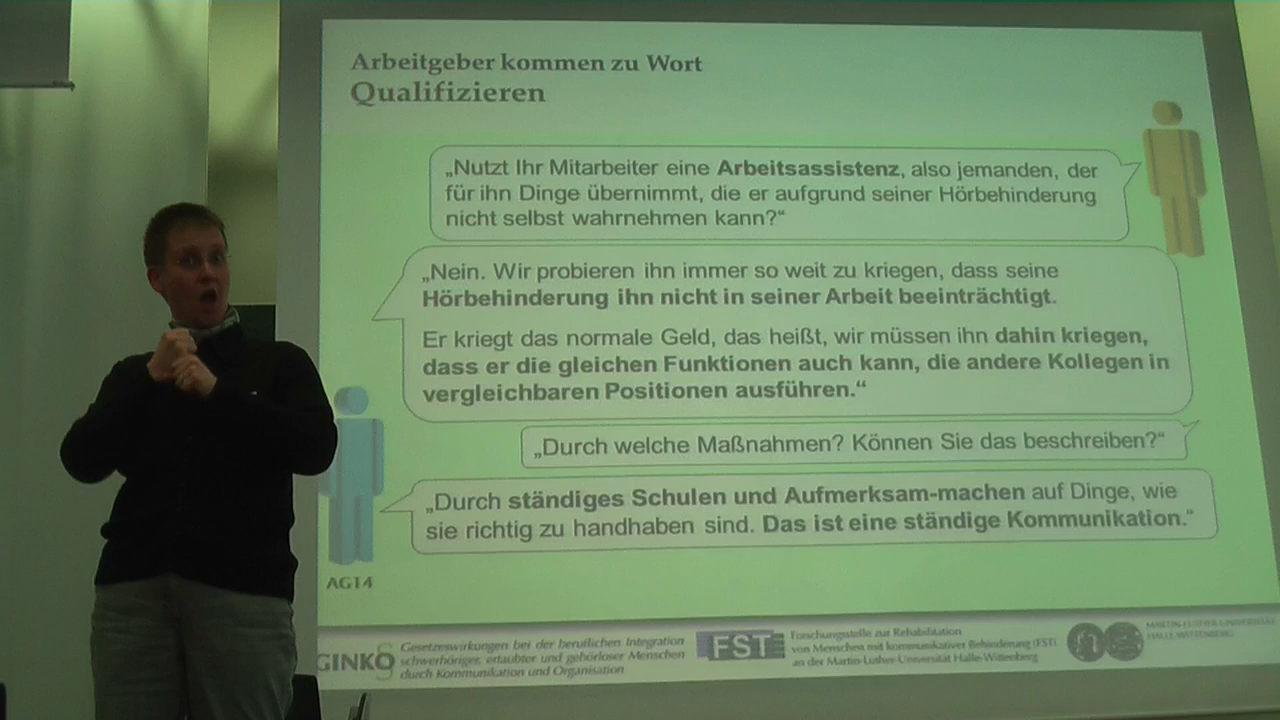 Arbeitgeber kommen zu Wort
Qualifizieren
„Nutzt Ihr Mitarbeiter eine Arbeitsassistenz, also jemanden, der
für ihn Dinge übernimmt, die er aufgrund seiner Hörbehinderung
nicht selbst wahrnehmen kann?“
„Nein. Wir probieren ihn immer so weit zu kriegen, dass seine
Hörbehinderung ihn nicht in seiner Arbeit beeinträchtigt.
Er kriegt das normale Geld, das heißt, wir müssen ihn dahin kriegen,
dass er die gleichen Funktionen auch kann, die andere Kollegen in
vergleichbaren Positionen ausführen.“
„Durch welche Maßnahmen? Können Sie das beschreiben?“
„Durch ständiges Schulen und Aufmerksam-machen auf Dinge, wie
sie richtig zu handhaben sind. Das ist eine ständige Kommunikation.“
AG14
GINKO
Gesetzeswirkungen bei der beruflichen Integration
schwerhöriger, ertaubter und gehörloser Menschen
durch Kommunikation und Organisation
FST
Forschungsstelle zur Rehabilitation
von Menschen mit kommunikativer Behinderung (FST)
an der Martin-Luther-Universität Halle-Wittenberg
MARTIN-LUTHER-UNIVERSITÄT
HALLE-WITTENBERG